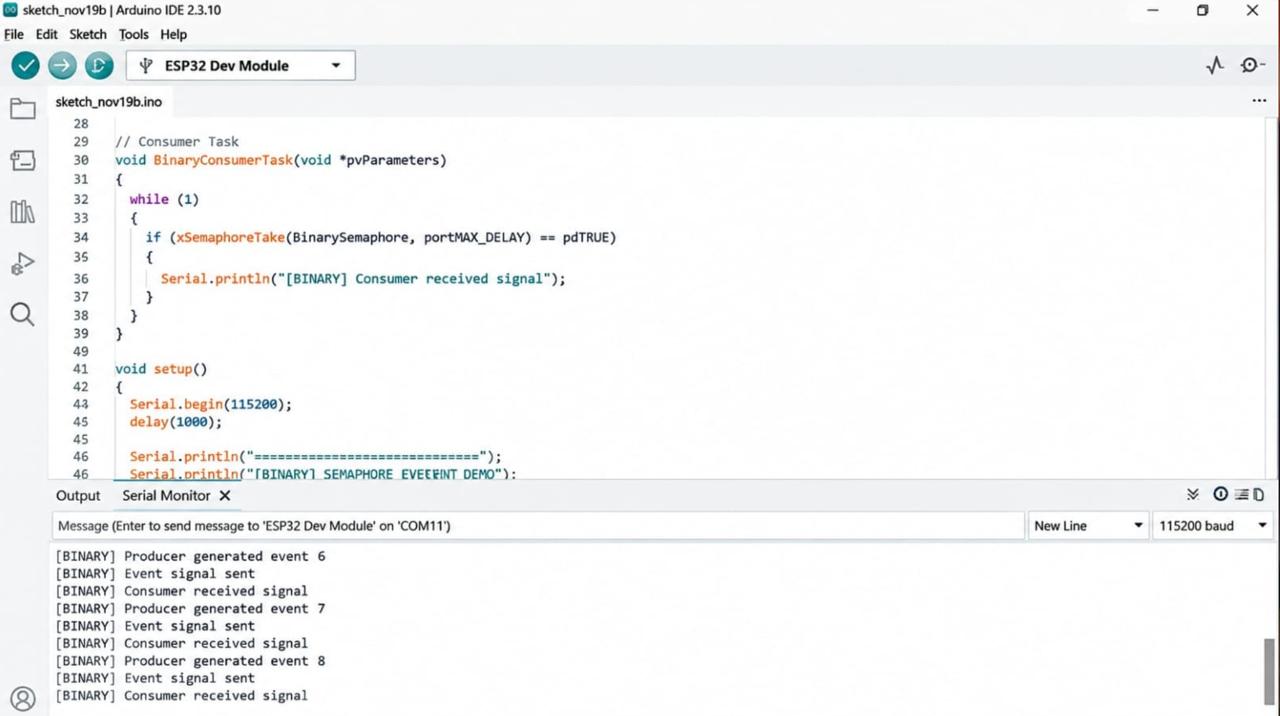 sketch_nov19b | Arduino IDE 2.3.10
File Edit Sketch Tools Help
ESP32 Dev Module
sketch_nov19b.ino
28
29 // Consumer Task
30 void BinaryConsumerTask(void *pvParameters)
31 {
32 while (1)
33 {
34 if (xSemaphoreTake(BinarySemaphore, portMAX_DELAY) == pdTRUE)
35 {
36 Serial.println("[BINARY] Consumer received signal");
37 }
38 }
39 }
49
41 void setup()
42 {
44 Serial.begin(115200);
45 delay(1000);
45
46 Serial.println("=============================");
46 Serial.println("[BINARY] SEMAPHORE DEMO");
Output Serial Monitor
Message (Enter to send message to 'ESP32 Dev Module' on 'COM11')
New Line
115200 baud
[BINARY] Producer generated event 6
[BINARY] Event signal sent
[BINARY] Consumer received signal
[BINARY] Producer generated event 7
[BINARY] Event signal sent
[BINARY] Consumer received signal
[BINARY] Producer generated event 8
[BINARY] Event signal sent
[BINARY] Consumer received signal